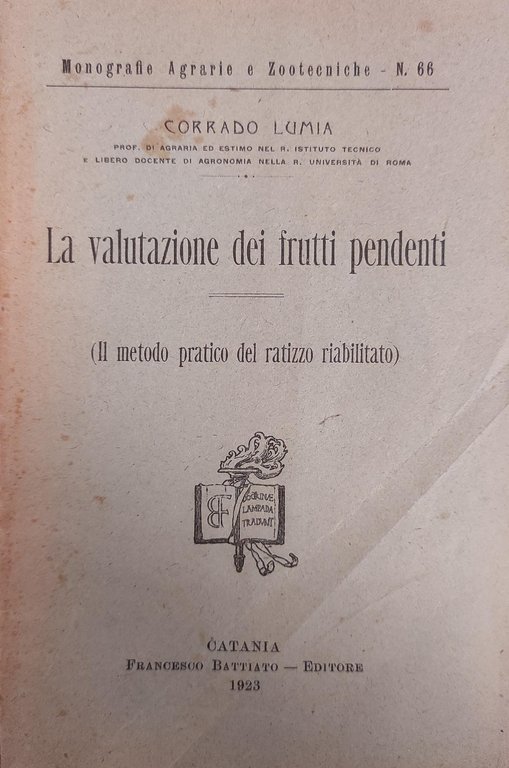 Monografie Agrarie e Zootecniche - N. 66
CORRADO LUMIA
PROF. DI AGRARIA ED ESTIMO NEL R. ISTITUTO TECNICO
E LIBERO DOCENTE DI AGRONOMIA NELLA R. UNIVERSITÀ DI ROMA
La valutazione dei frutti pendenti
(Il metodo pratico del ratizzo riabilitato)
BF
LAMPADA
TRADUNT
CATANIA
FRANCESCO BATTIATO — EDITORE
1923